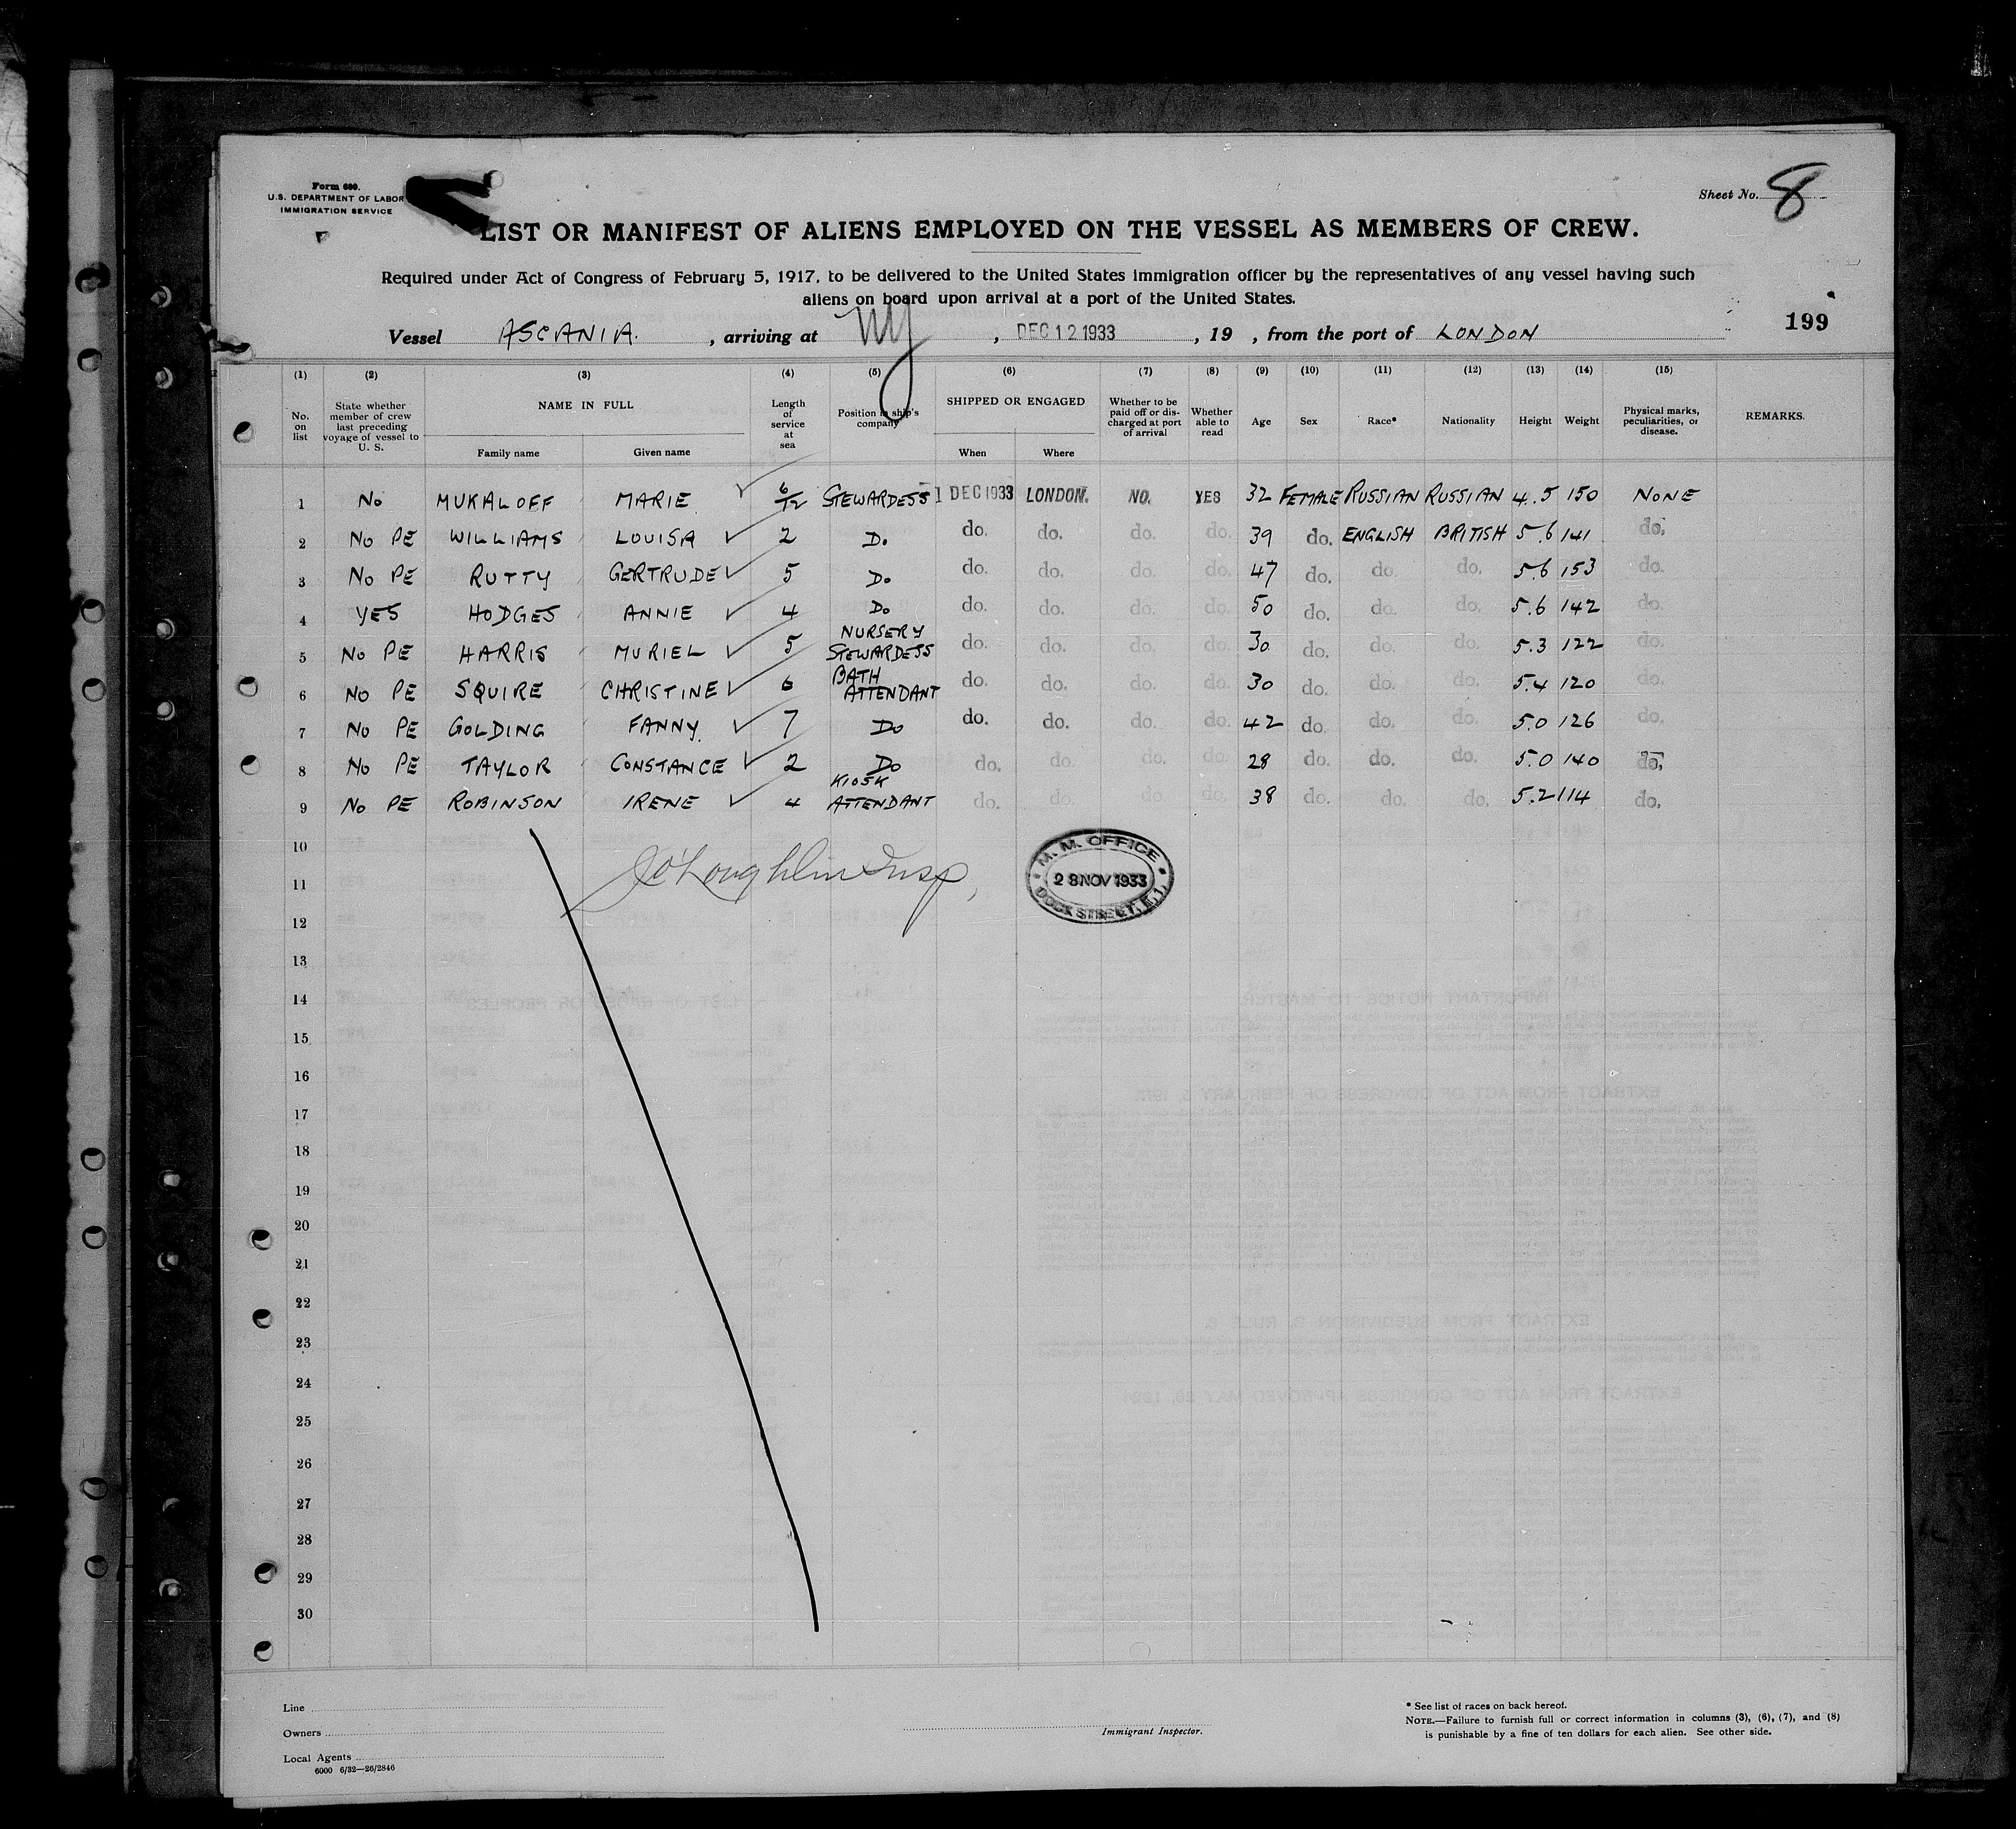 Form 680.
U.S. DEPARTMENT OF LABOR
IMMIGRATION SERVICE
Sheet No. 8
LIST OR MANIFEST OF ALIENS EMPLOYED ON THE VESSEL AS MEMBERS OF CREW.
Required under Act of Congress of February 5, 1917, to be delivered to the United States immigration officer by the representatives of any vessel having such
aliens on board upon arrival at a port of the United States.
199
Vessel ASCANIA. , arriving at NY , DEC 12 1933 , 19 , from the port of LONDON
(1) (2) (3) (4) (5) (6) (7) (8) (9) (10) (11) (12) (13) (14) (15)
No. on list State whether member of crew last preceding voyage of vessel to U. S. NAME IN FULL Family name Given name Length of service at sea Position in ship's company SHIPPED OR ENGAGED When Where Whether to be paid off or discharged at port of arrival Whether able to read Age Sex Race* Nationality Height Weight Physical marks, peculiarities, or disease. REMARKS.
1 No MUKALOFF MARIE 6/12 STEWARDESS 1 DEC 1933 LONDON. NO. YES 32 FEMALE RUSSIAN RUSSIAN 4.5 150 NONE
2 No PE WILLIAMS LOUISA 2 Do do. do. do. do. 39 do. ENGLISH BRITISH 5.6 141 do.
3 No PE RUTTY GERTRUDE 5 Do do. do. do. do. 47 do. do. do. 5.6 153 do.
4 YES HODGES ANNIE 4 Do do. do. do. do. 50 do. do. do. 5.6 142 do.
5 No PE HARRIS MURIEL 5 NURSERY STEWARDESS do. do. do. do. 30 do. do. do. 5.3 122 do.
6 No PE SQUIRE CHRISTINE 6 BATH ATTENDANT do. do. do. do. 30 do. do. do. 5.4 120 do.
7 No PE GOLDING FANNY. 7 Do do. do. do. do. 42 do. do. do. 5.0 126 do.
8 No PE TAYLOR CONSTANCE 2 Do do. do. do. do. 28 do. do. do. 5.0 140 do.
9 No PE ROBINSON IRENE 4 KIOSK ATTENDANT do. do. do. do. 38 do. do. do. 5.2 114 do.
10
11 O'Loughlin Insp,
M. M. OFFICE
28 NOV 1933
DOCK STREET, E.1.
12
13
14
15
16
17
18
19
20
21
22
23
24
25
26
27
28
29
30
Line
Owners
Local Agents
6000 6/32—26/2846
Immigrant Inspector.
* See list of races on back hereof.
NOTE.—Failure to furnish full or correct information in columns (3), (6), (7), and (8)
is punishable by a fine of ten dollars for each alien. See other side.